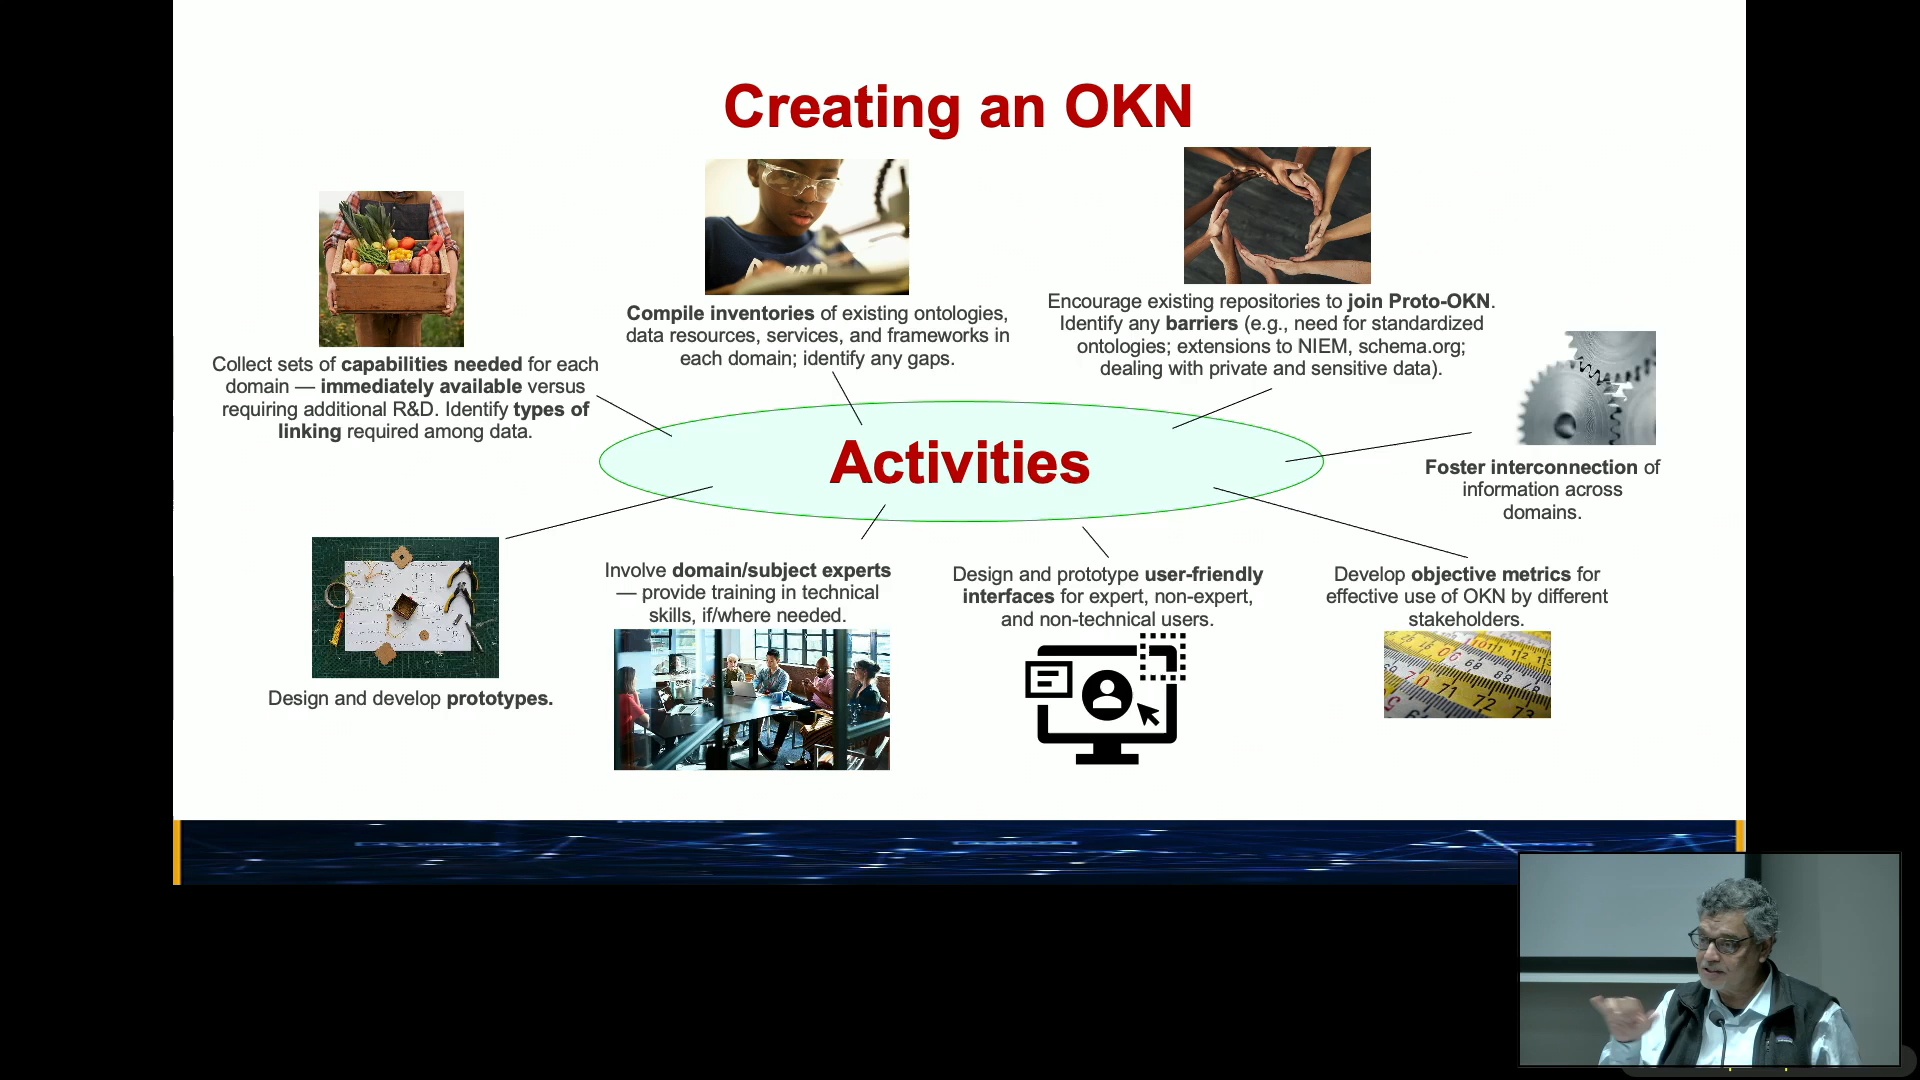 Creating an OKN
Collect sets of capabilities needed for each
domain — immediately available versus
requiring additional R&D. Identify types of
linking required among data.
Compile inventories of existing ontologies,
data resources, services, and frameworks in
each domain; identify any gaps.
Encourage existing repositories to join Proto-OKN.
Identify any barriers (e.g., need for standardized
ontologies; extensions to NIEM, schema.org;
dealing with private and sensitive data).
Foster interconnection of
information across
domains.
Activities
Design and develop prototypes.
Involve domain/subject experts
— provide training in technical
skills, if/where needed.
Design and prototype user-friendly
interfaces for expert, non-expert,
and non-technical users.
Develop objective metrics for
effective use of OKN by different
stakeholders.